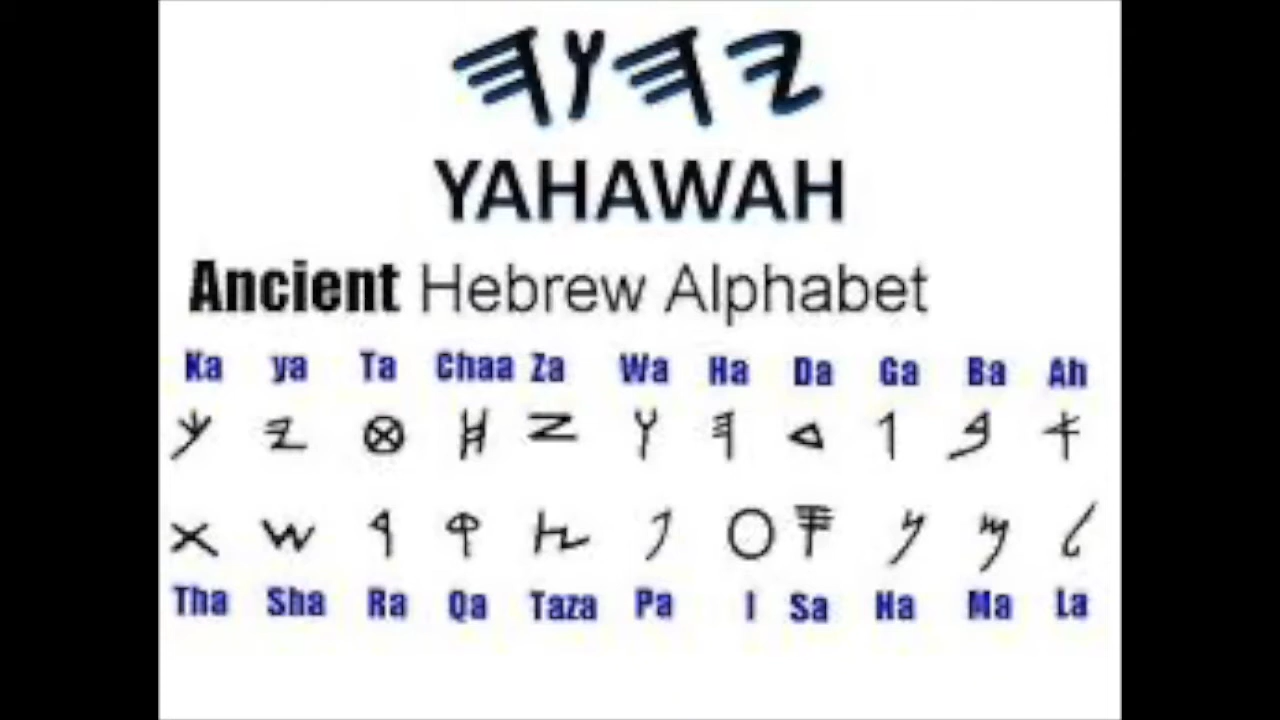 𐤉𐤄𐤅𐤄
YAHAWAH
Ancient Hebrew Alphabet
Ka ya Ta Chaa Za Wa Ha Da Ga Ba Ah
𐤀 𐤁 𐤂 𐤃 𐤄 𐤅 𐤆 𐤇 𐤈 𐤉 𐤊
𐤋 𐤌 𐤍 𐤎 𐤏 𐤐 𐤑 𐤒 𐤓 𐤔 𐤕
Tha Sha Ra Qa Taza Pa I Sa Na Ma La